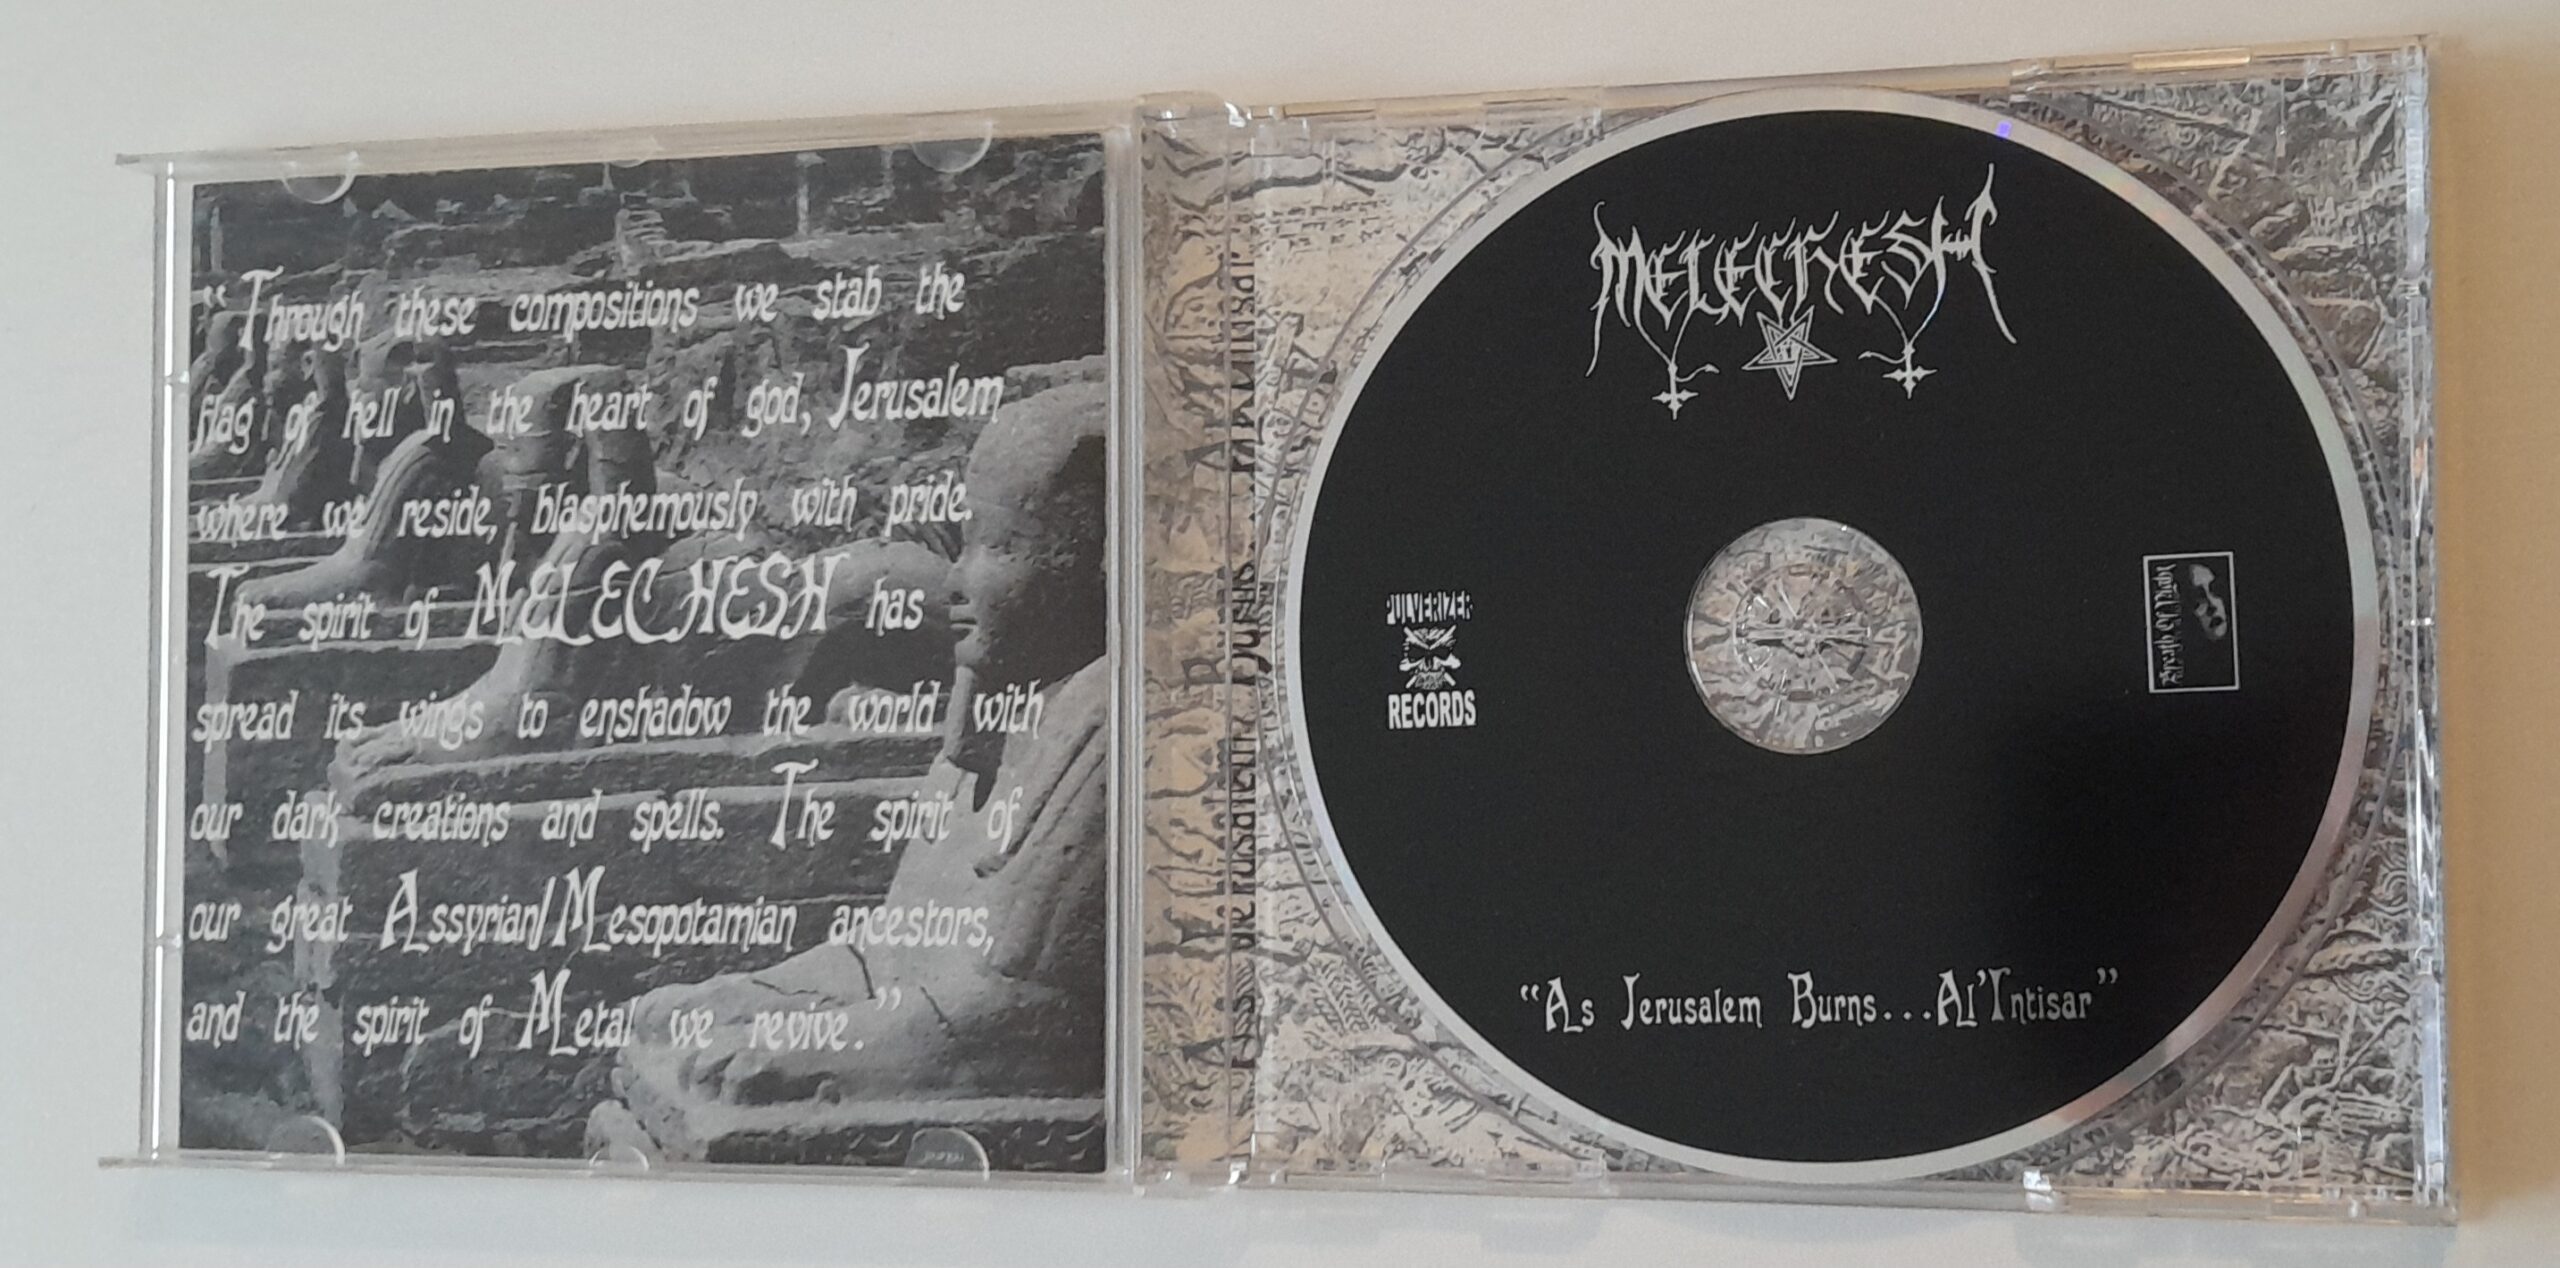 “Through these compositions we stab the
flag of hell in the heart of god, Jerusalem
where we reside, blasphemously with pride.
The spirit of MELECHESH has
spread its wings to enshadow the world with
our dark creations and spells. The spirit of
our great Assyrian/Mesopotamian ancestors,
and the spirit of Metal we revive.”
MELECHESH
PULVERIZER
RECORDS
Breath Of Night
“As Jerusalem Burns...Al'Intisar”